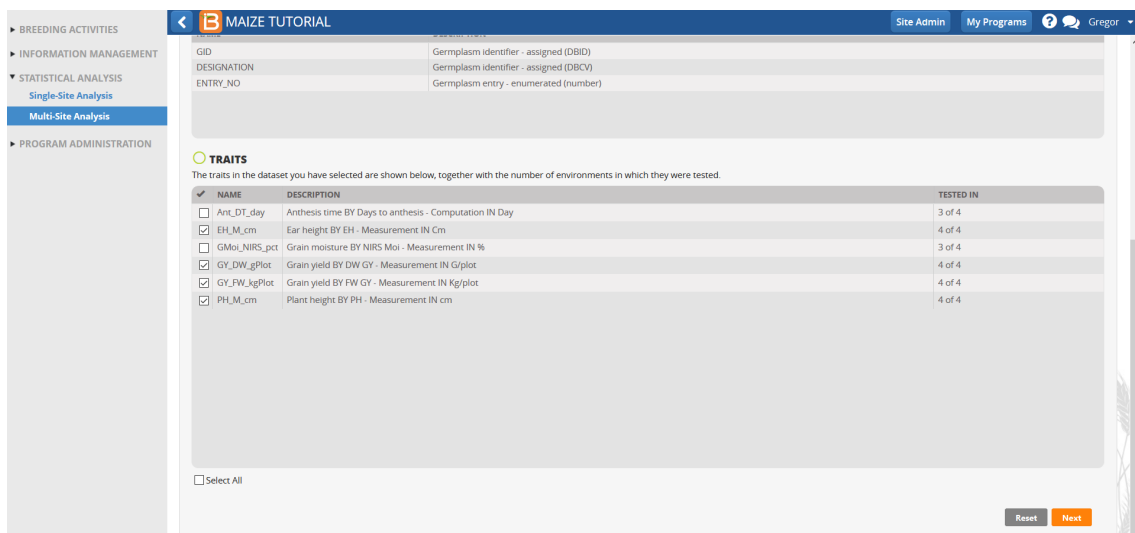 BREEDING ACTIVITIES
INFORMATION MANAGEMENT
STATISTICAL ANALYSIS
Single-Site Analysis
Multi-Site Analysis
PROGRAM ADMINISTRATION
MAIZE TUTORIAL
Site Admin My Programs ? Gregor
GID Germplasm identifier - assigned (DBID)
DESIGNATION Germplasm identifier - assigned (DBCV)
ENTRY_NO Germplasm entry - enumerated (number)
TRAITS
The traits in the dataset you have selected are shown below, together with the number of environments in which they were tested.
NAME DESCRIPTION TESTED IN
Ant_DT_day Anthesis time BY Days to anthesis - Computation IN Day 3 of 4
EH_M_cm Ear height BY EH - Measurement IN Cm 4 of 4
GMoi_NIRS_pct Grain moisture BY NIRS Moi - Measurement IN % 3 of 4
GY_DW_gPlot Grain yield BY DW GY - Measurement IN G/plot 4 of 4
GY_FW_kgPlot Grain yield BY FW GY - Measurement IN Kg/plot 4 of 4
PH_M_cm Plant height BY PH - Measurement IN cm 4 of 4
Select All
Reset Next